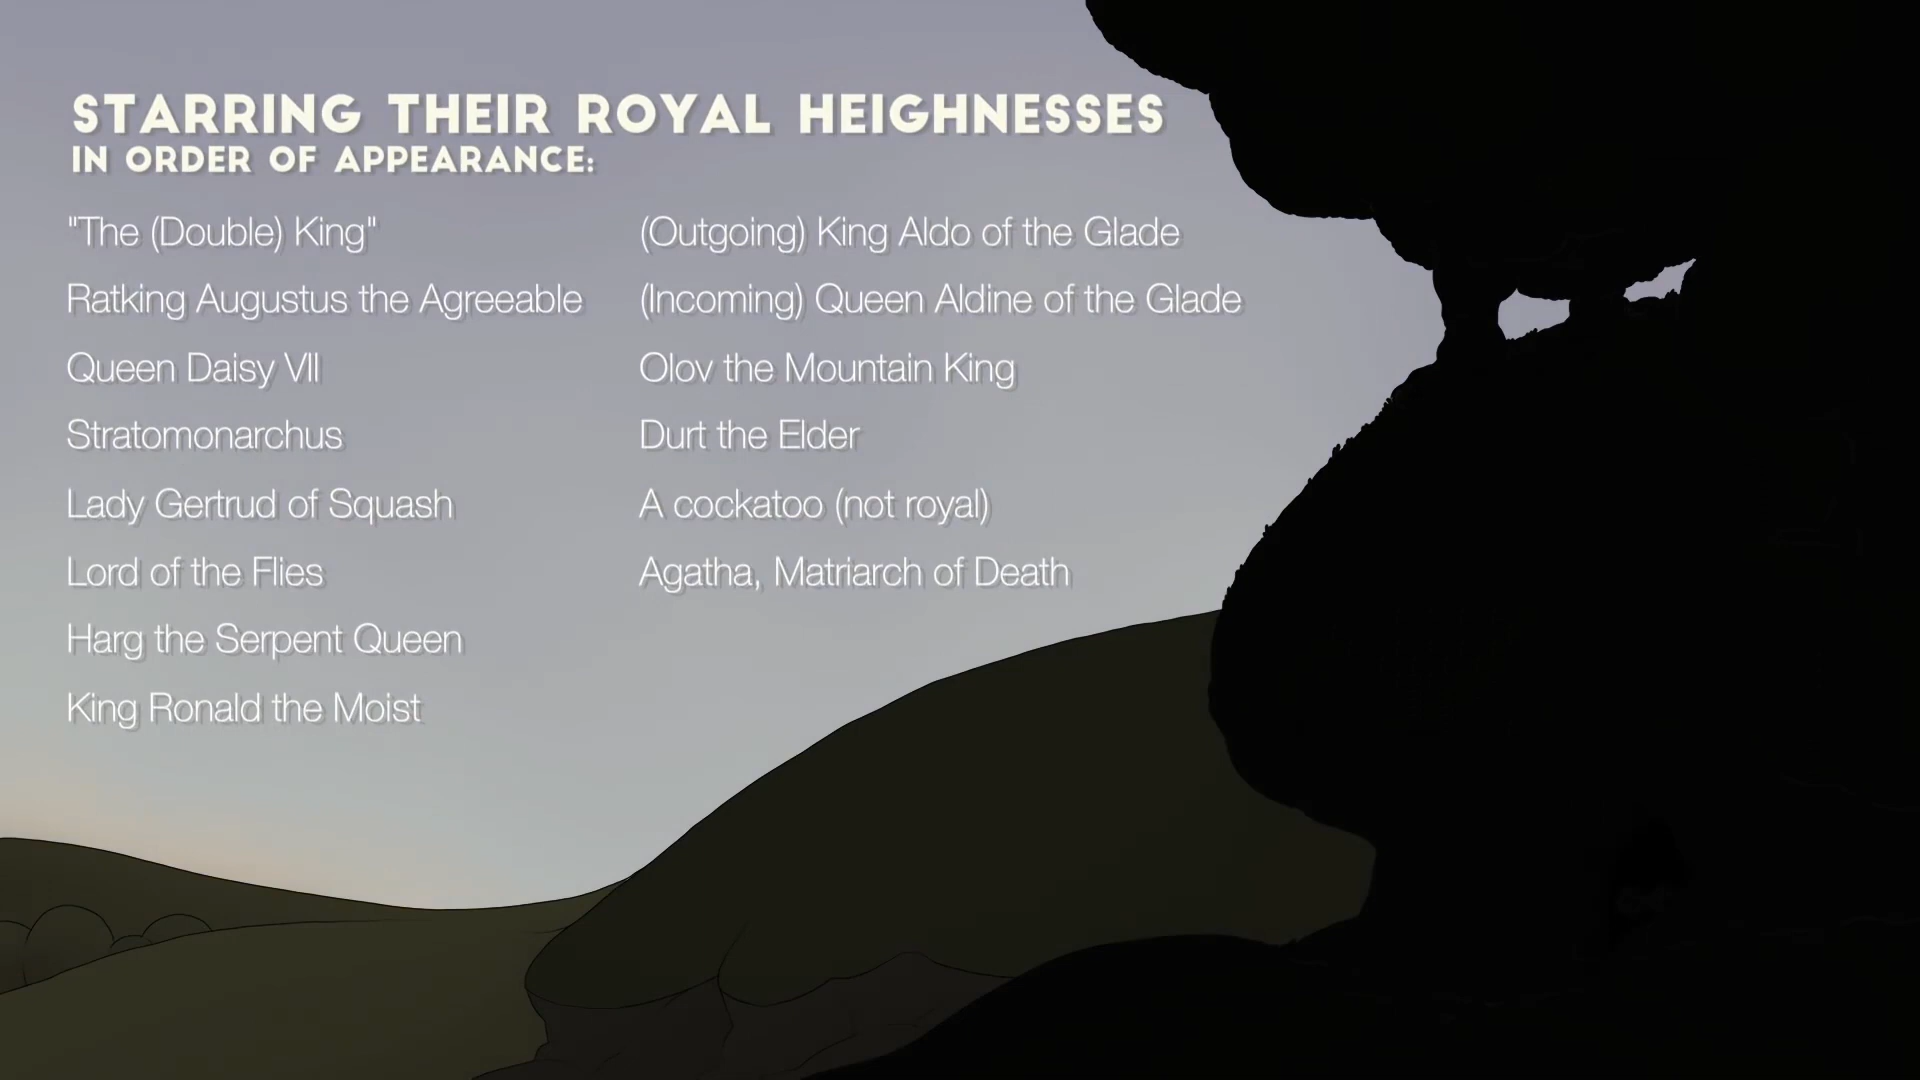 STARRING THEIR ROYAL HEIGHNESSES
IN ORDER OF APPEARANCE:
"The (Double) King"
Ratking Augustus the Agreeable
Queen Daisy VII
Stratomonarchus
Lady Gertrud of Squash
Lord of the Flies
Harg the Serpent Queen
King Ronald the Moist
(Outgoing) King Aldo of the Glade
(Incoming) Queen Aldine of the Glade
Olov the Mountain King
Durt the Elder
A cockatoo (not royal)
Agatha, Matriarch of Death